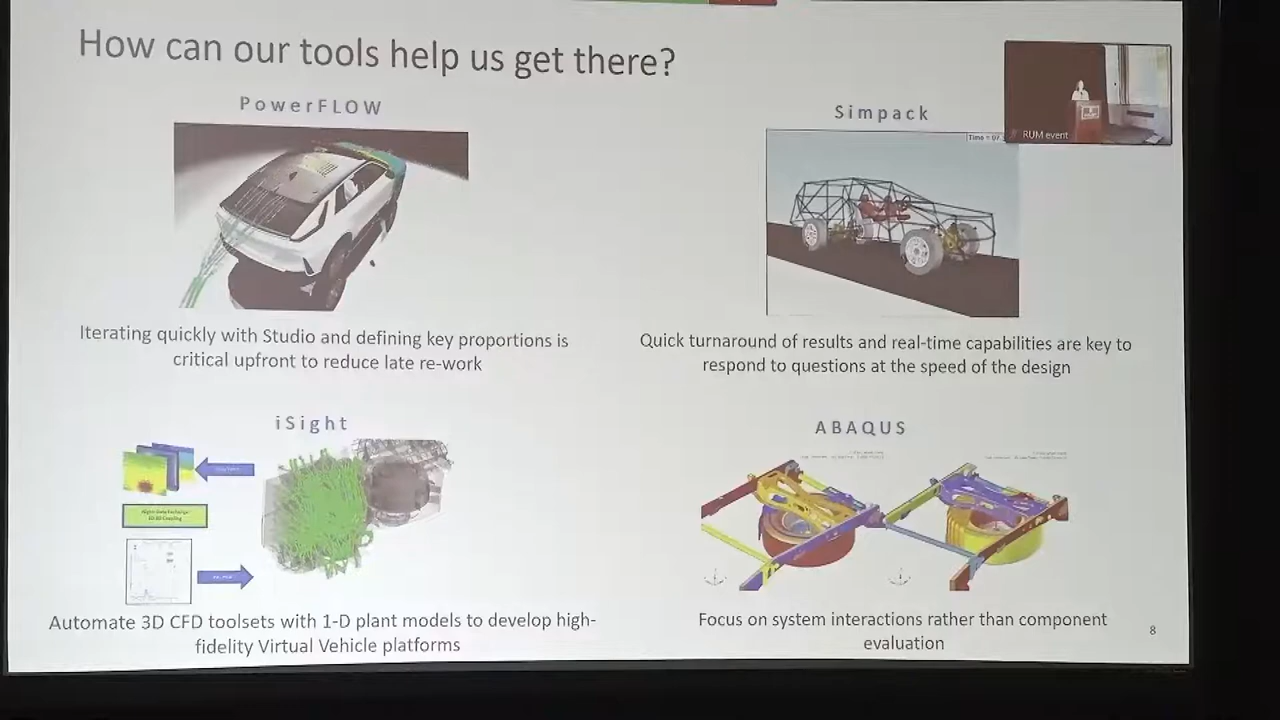 How can our tools help us get there?
PowerFLOW
Simpack
RUM event
Iterating quickly with Studio and defining key proportions is
critical upfront to reduce late re-work
Quick turnaround of results and real-time capabilities are key to
respond to questions at the speed of the design
iSight
ABAQUS
Automate 3D CFD toolsets with 1-D plant models to develop high-
fidelity Virtual Vehicle platforms
Focus on system interactions rather than component
evaluation
8